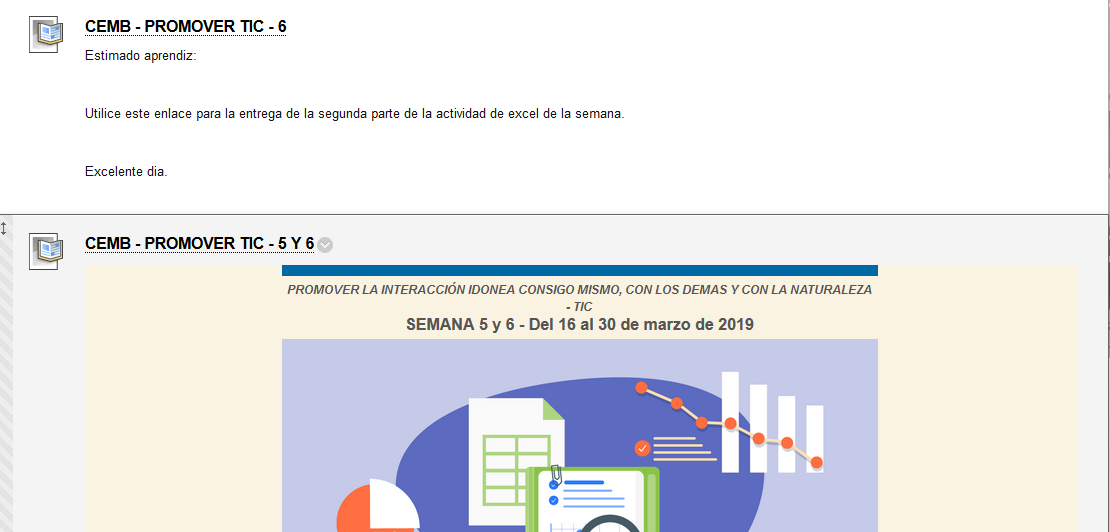 CEMB - PROMOVER TIC - 6
Estimado aprendiz:
Utilice este enlace para la entrega de la segunda parte de la actividad de excel de la semana.
Excelente dia.
CEMB - PROMOVER TIC - 5 Y 6
PROMOVER LA INTERACCIÓN IDONEA CONSIGO MISMO, CON LOS DEMAS Y CON LA NATURALEZA
- TIC
SEMANA 5 y 6 - Del 16 al 30 de marzo de 2019